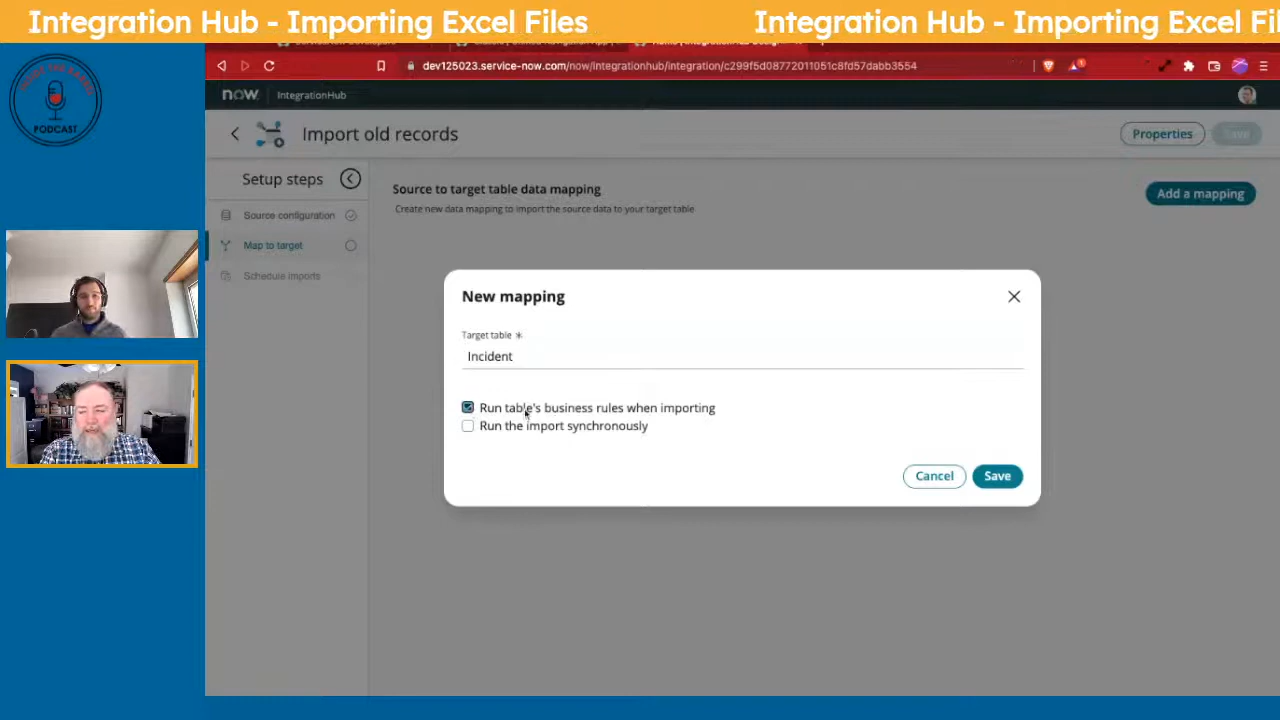 Integration Hub - Importing Excel Files
Integration Hub - Importing Excel Fil
PODCAST
dev125023.service-now.com/now/integrationhub/integration/c299f5d08772011051c8fd57dabb3554
now
IntegrationHub
Import old records
Properties
Save
Setup steps
Source configuration
Map to target
Schedule imports
Source to target table data mapping
Create new data mapping to import the source data to your target table
Add a mapping
New mapping
Target table *
Incident
Run table's business rules when importing
Run the import synchronously
Cancel
Save